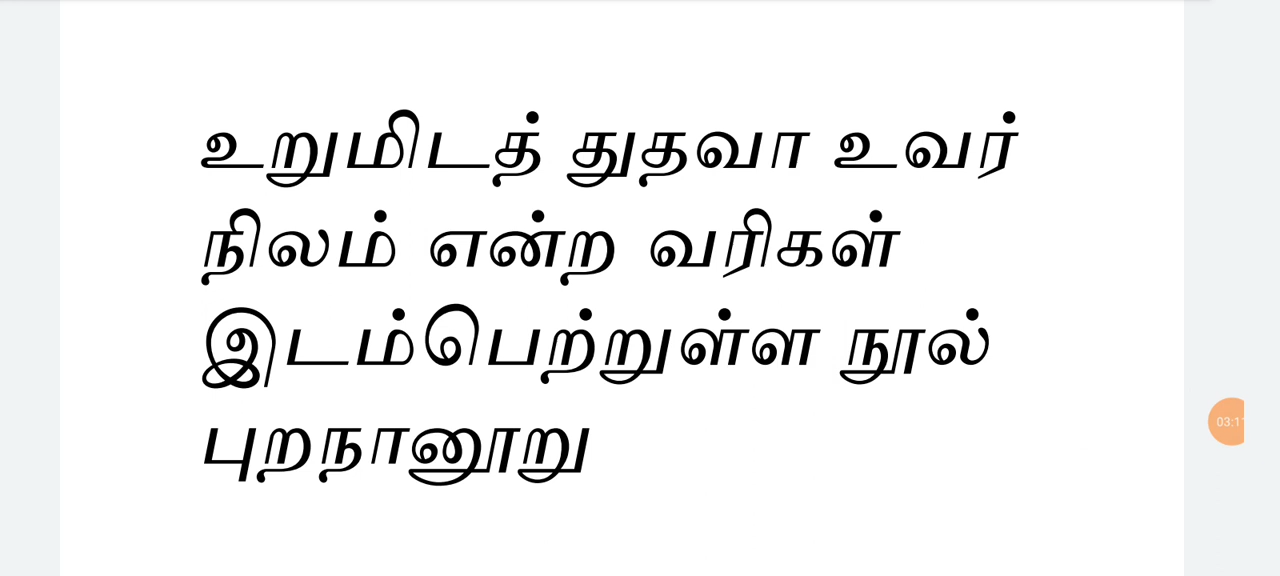 உறுமிடத் துதவா உவர்
நிலம் என்ற வரிகள்
இடம்பெற்றுள்ள நூல்
புறநானூறு